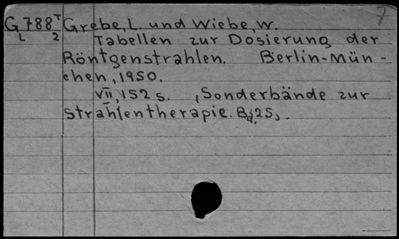 G 788 T Grebe, L. und Wiebe, W.
L 2 Tabellen zur Dosierung der
Röntgenstrahlen. Berlin-Mün-
chen, 1950.
VII, 152 s. , Sonderbände zur
Strahlentherapie. Bd, 25,.